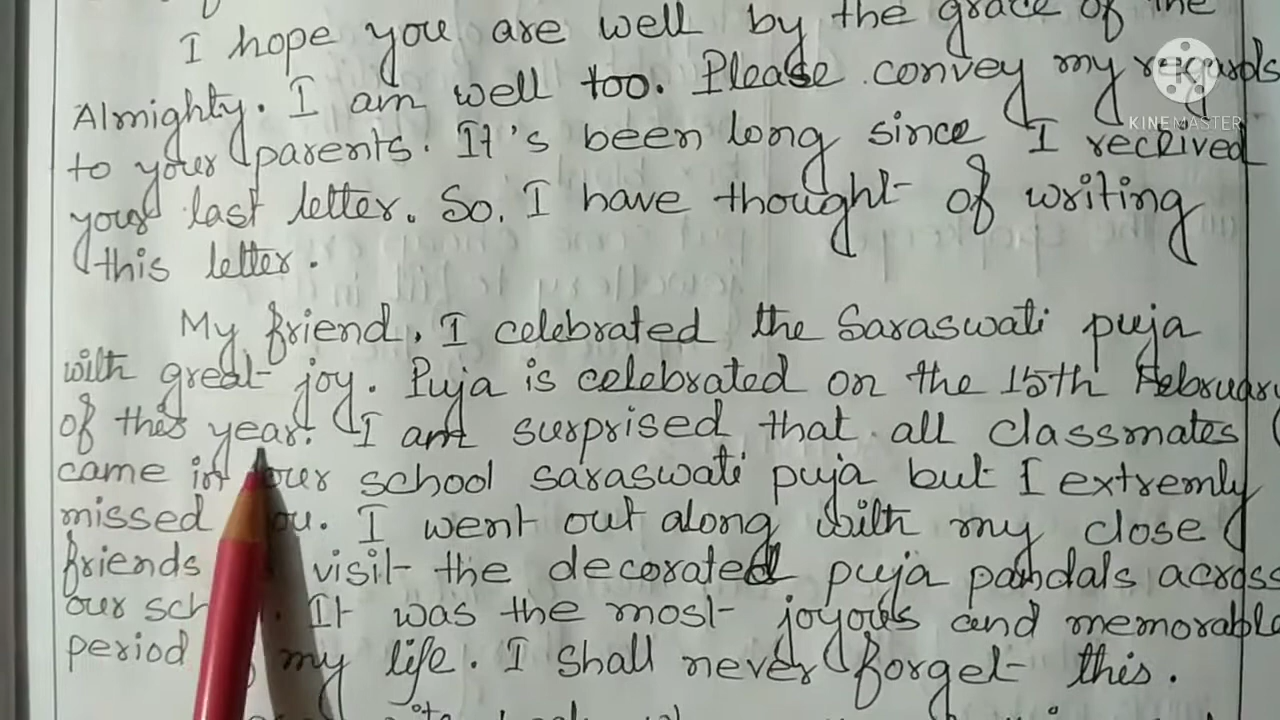 I hope you are well by the grace of the
Almighty. I am well too. Please convey my regards
to your parents. It's been long since I received
your last letter. So, I have thought of writing
this letter.
My friend, I celebrated the Saraswati puja
with great joy. Puja is celebrated on the 15th February
of this year. I am surprised that all classmates
came in our school saraswati puja but I extremly
missed you. I went out along with my close
friends visit the decorated puja pandals across
our sch . It was the most joyous and memorable
period my life. I shall never forget this.
KINEMASTER